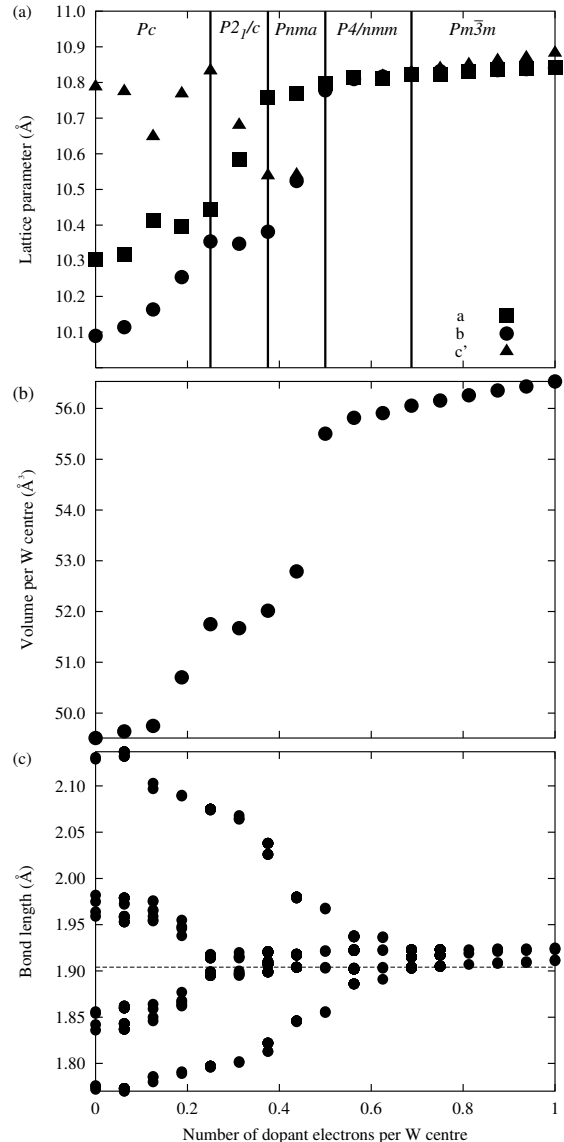 (a)
Pc
P2₁/c
Pnma
P4/nmm
Pm3̅m
11.0
10.9
10.8
10.7
10.6
10.5
10.4
10.3
10.2
10.1
Lattice parameter (Å)
a
b
c'
(b)
56.0
55.0
54.0
53.0
52.0
51.0
50.0
Volume per W centre (Å³)
(c)
2.10
2.05
2.00
1.95
1.90
1.85
1.80
Bond length (Å)
0 0.2 0.4 0.6 0.8 1
Number of dopant electrons per W centre